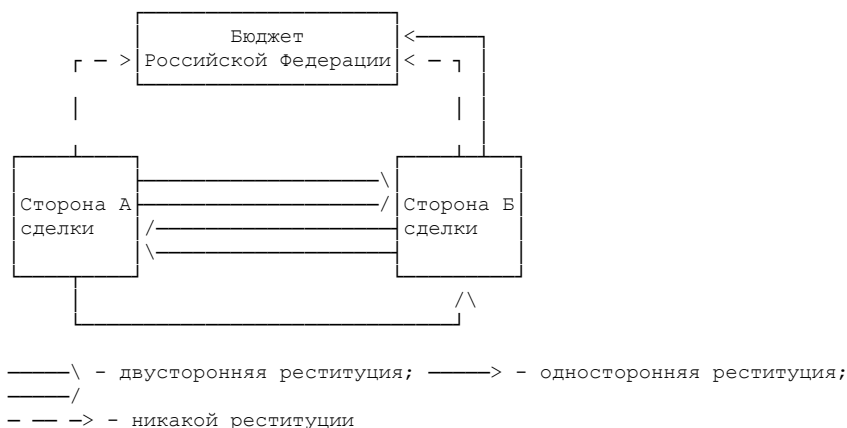 Бюджет
Российской Федерации
Сторона А
сделки
Сторона Б
сделки
- двусторонняя реституция; - односторонняя реституция;
- никакой реституции